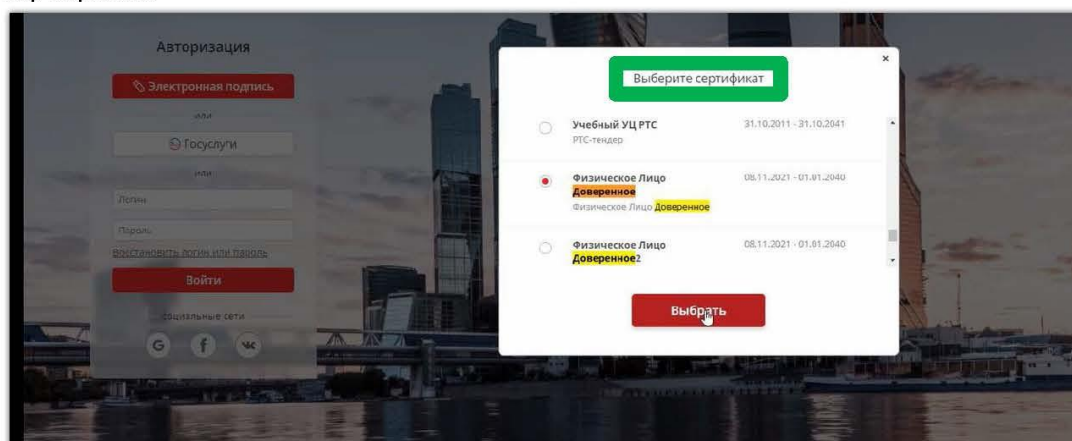 Авторизация
Электронная подпись
или
Госуслуги
или
Логин
Пароль
восстановить логин или пароль
Войти
социальные сети
G f
Выберите сертификат
×
Учебный УЦ РТС 31.10.2011 - 31.10.2041
РТС-тендер
Физическое Лицо 08.11.2021 - 01.01.2040
Доверенное
Физическое Лицо Доверенное
Физическое Лицо 08.11.2021 - 01.01.2040
Доверенное2
Выбрать